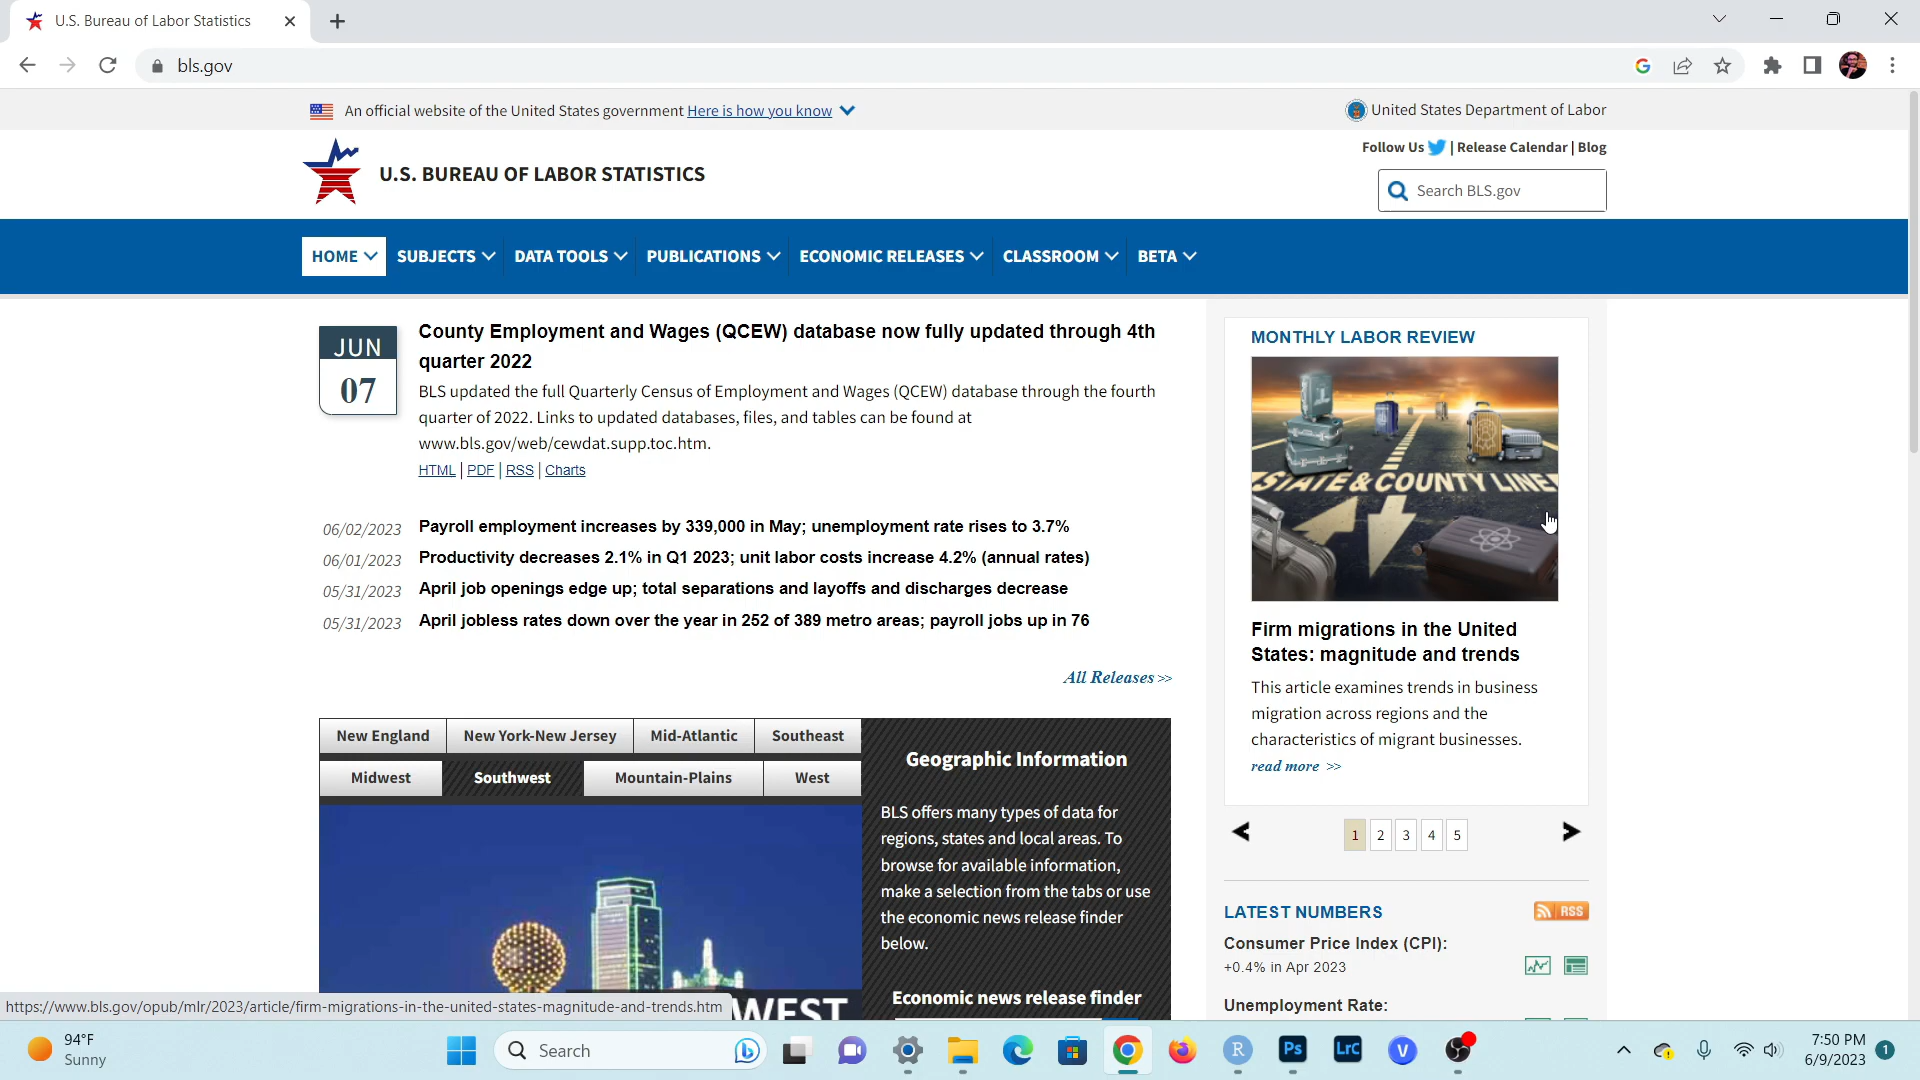 U.S. Bureau of Labor Statistics
bls.gov
An official website of the United States government Here is how you know
United States Department of Labor
Follow Us | Release Calendar | Blog
U.S. BUREAU OF LABOR STATISTICS
Search BLS.gov
HOME SUBJECTS DATA TOOLS PUBLICATIONS ECONOMIC RELEASES CLASSROOM BETA
JUN
07
County Employment and Wages (QCEW) database now fully updated through 4th
quarter 2022
BLS updated the full Quarterly Census of Employment and Wages (QCEW) database through the fourth
quarter of 2022. Links to updated databases, files, and tables can be found at
www.bls.gov/web/cewdat.supp.toc.htm.
HTML | PDF | RSS | Charts
06/02/2023 Payroll employment increases by 339,000 in May; unemployment rate rises to 3.7%
06/01/2023 Productivity decreases 2.1% in Q1 2023; unit labor costs increase 4.2% (annual rates)
05/31/2023 April job openings edge up; total separations and layoffs and discharges decrease
05/31/2023 April jobless rates down over the year in 252 of 389 metro areas; payroll jobs up in 76
All Releases >>
New England New York-New Jersey Mid-Atlantic Southeast
Midwest Southwest Mountain-Plains West
WEST
Geographic Information
BLS offers many types of data for
regions, states and local areas. To
browse for available information,
make a selection from the tabs or use
the economic news release finder
below.
Economic news release finder
MONTHLY LABOR REVIEW
STATE & COUNTY LINE
Firm migrations in the United
States: magnitude and trends
This article examines trends in business
migration across regions and the
characteristics of migrant businesses.
read more >>
1 2 3 4 5
LATEST NUMBERS
RSS
Consumer Price Index (CPI):
+0.4% in Apr 2023
Unemployment Rate:
https://www.bls.gov/opub/mlr/2023/article/firm-migrations-in-the-united-states-magnitude-and-trends.htm
94°F
Sunny
Search
R
Ps
LrC
V
7:50 PM
6/9/2023
1